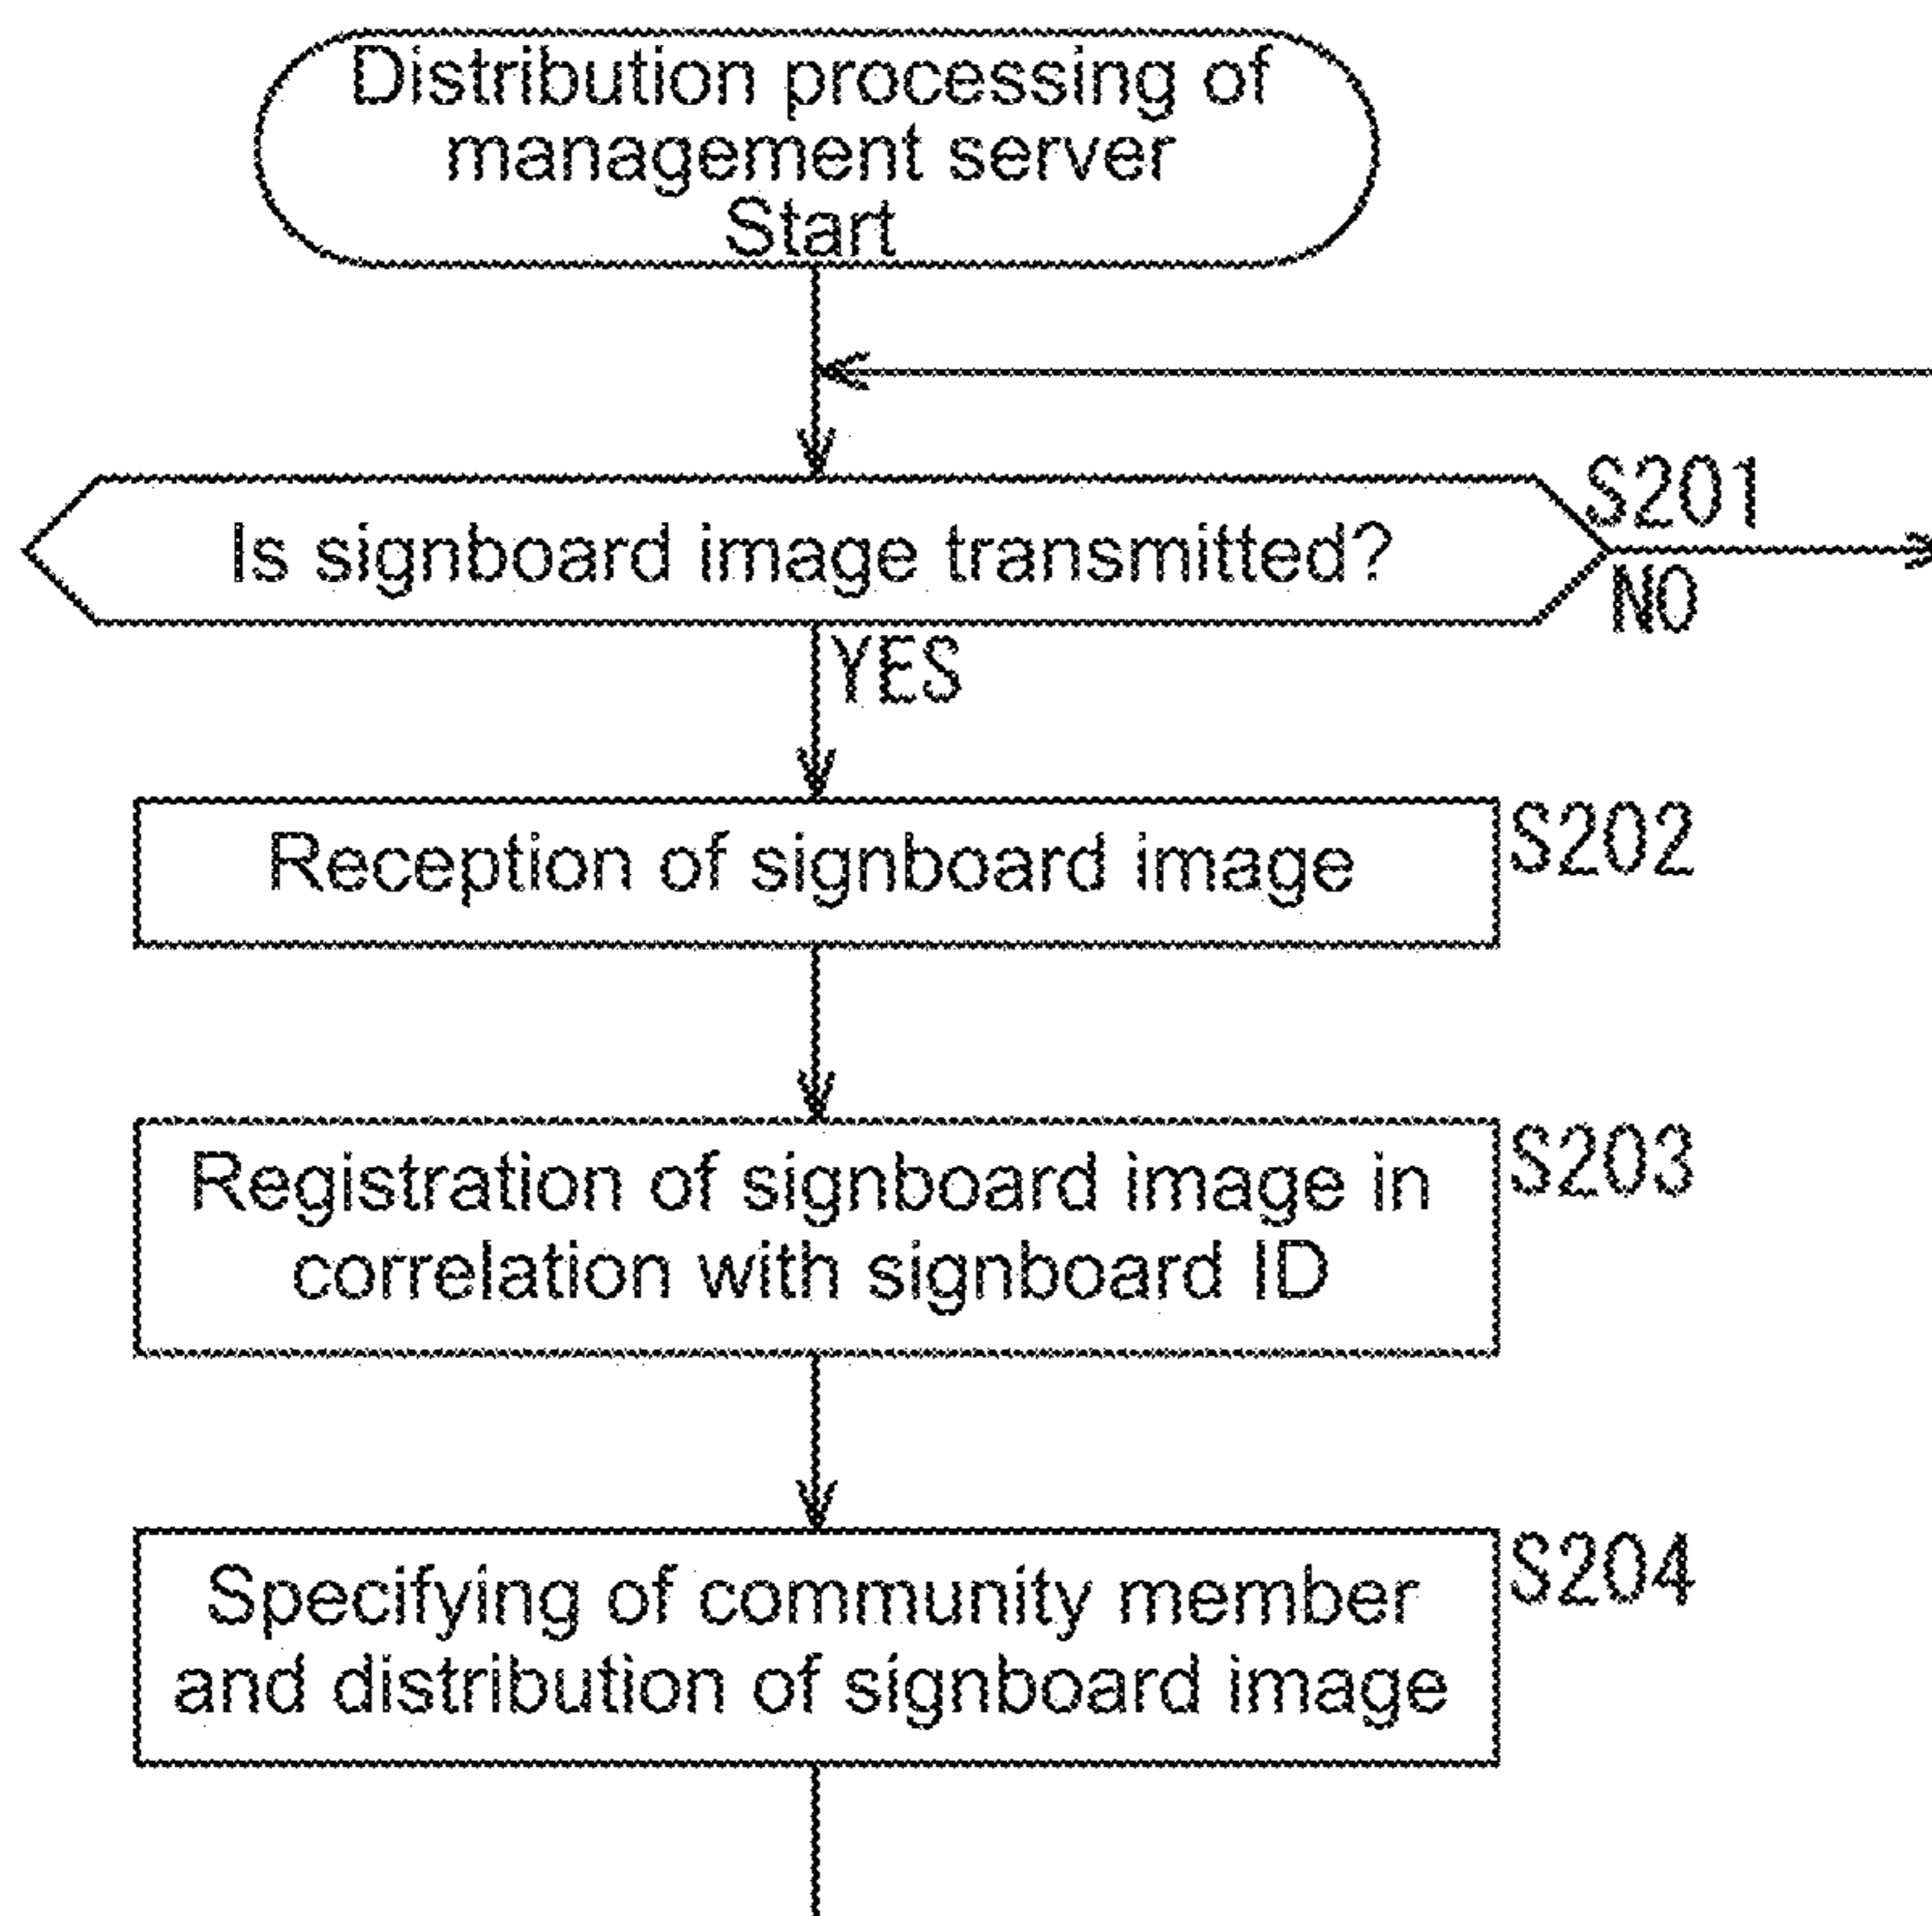 Distribution processing of
management server
Start
S201
Is signboard image transmitted?
NO
YES
Reception of signboard image
S202
Registration of signboard image in
correlation with signboard ID
S203
Specifying of community member
and distribution of signboard image
S204